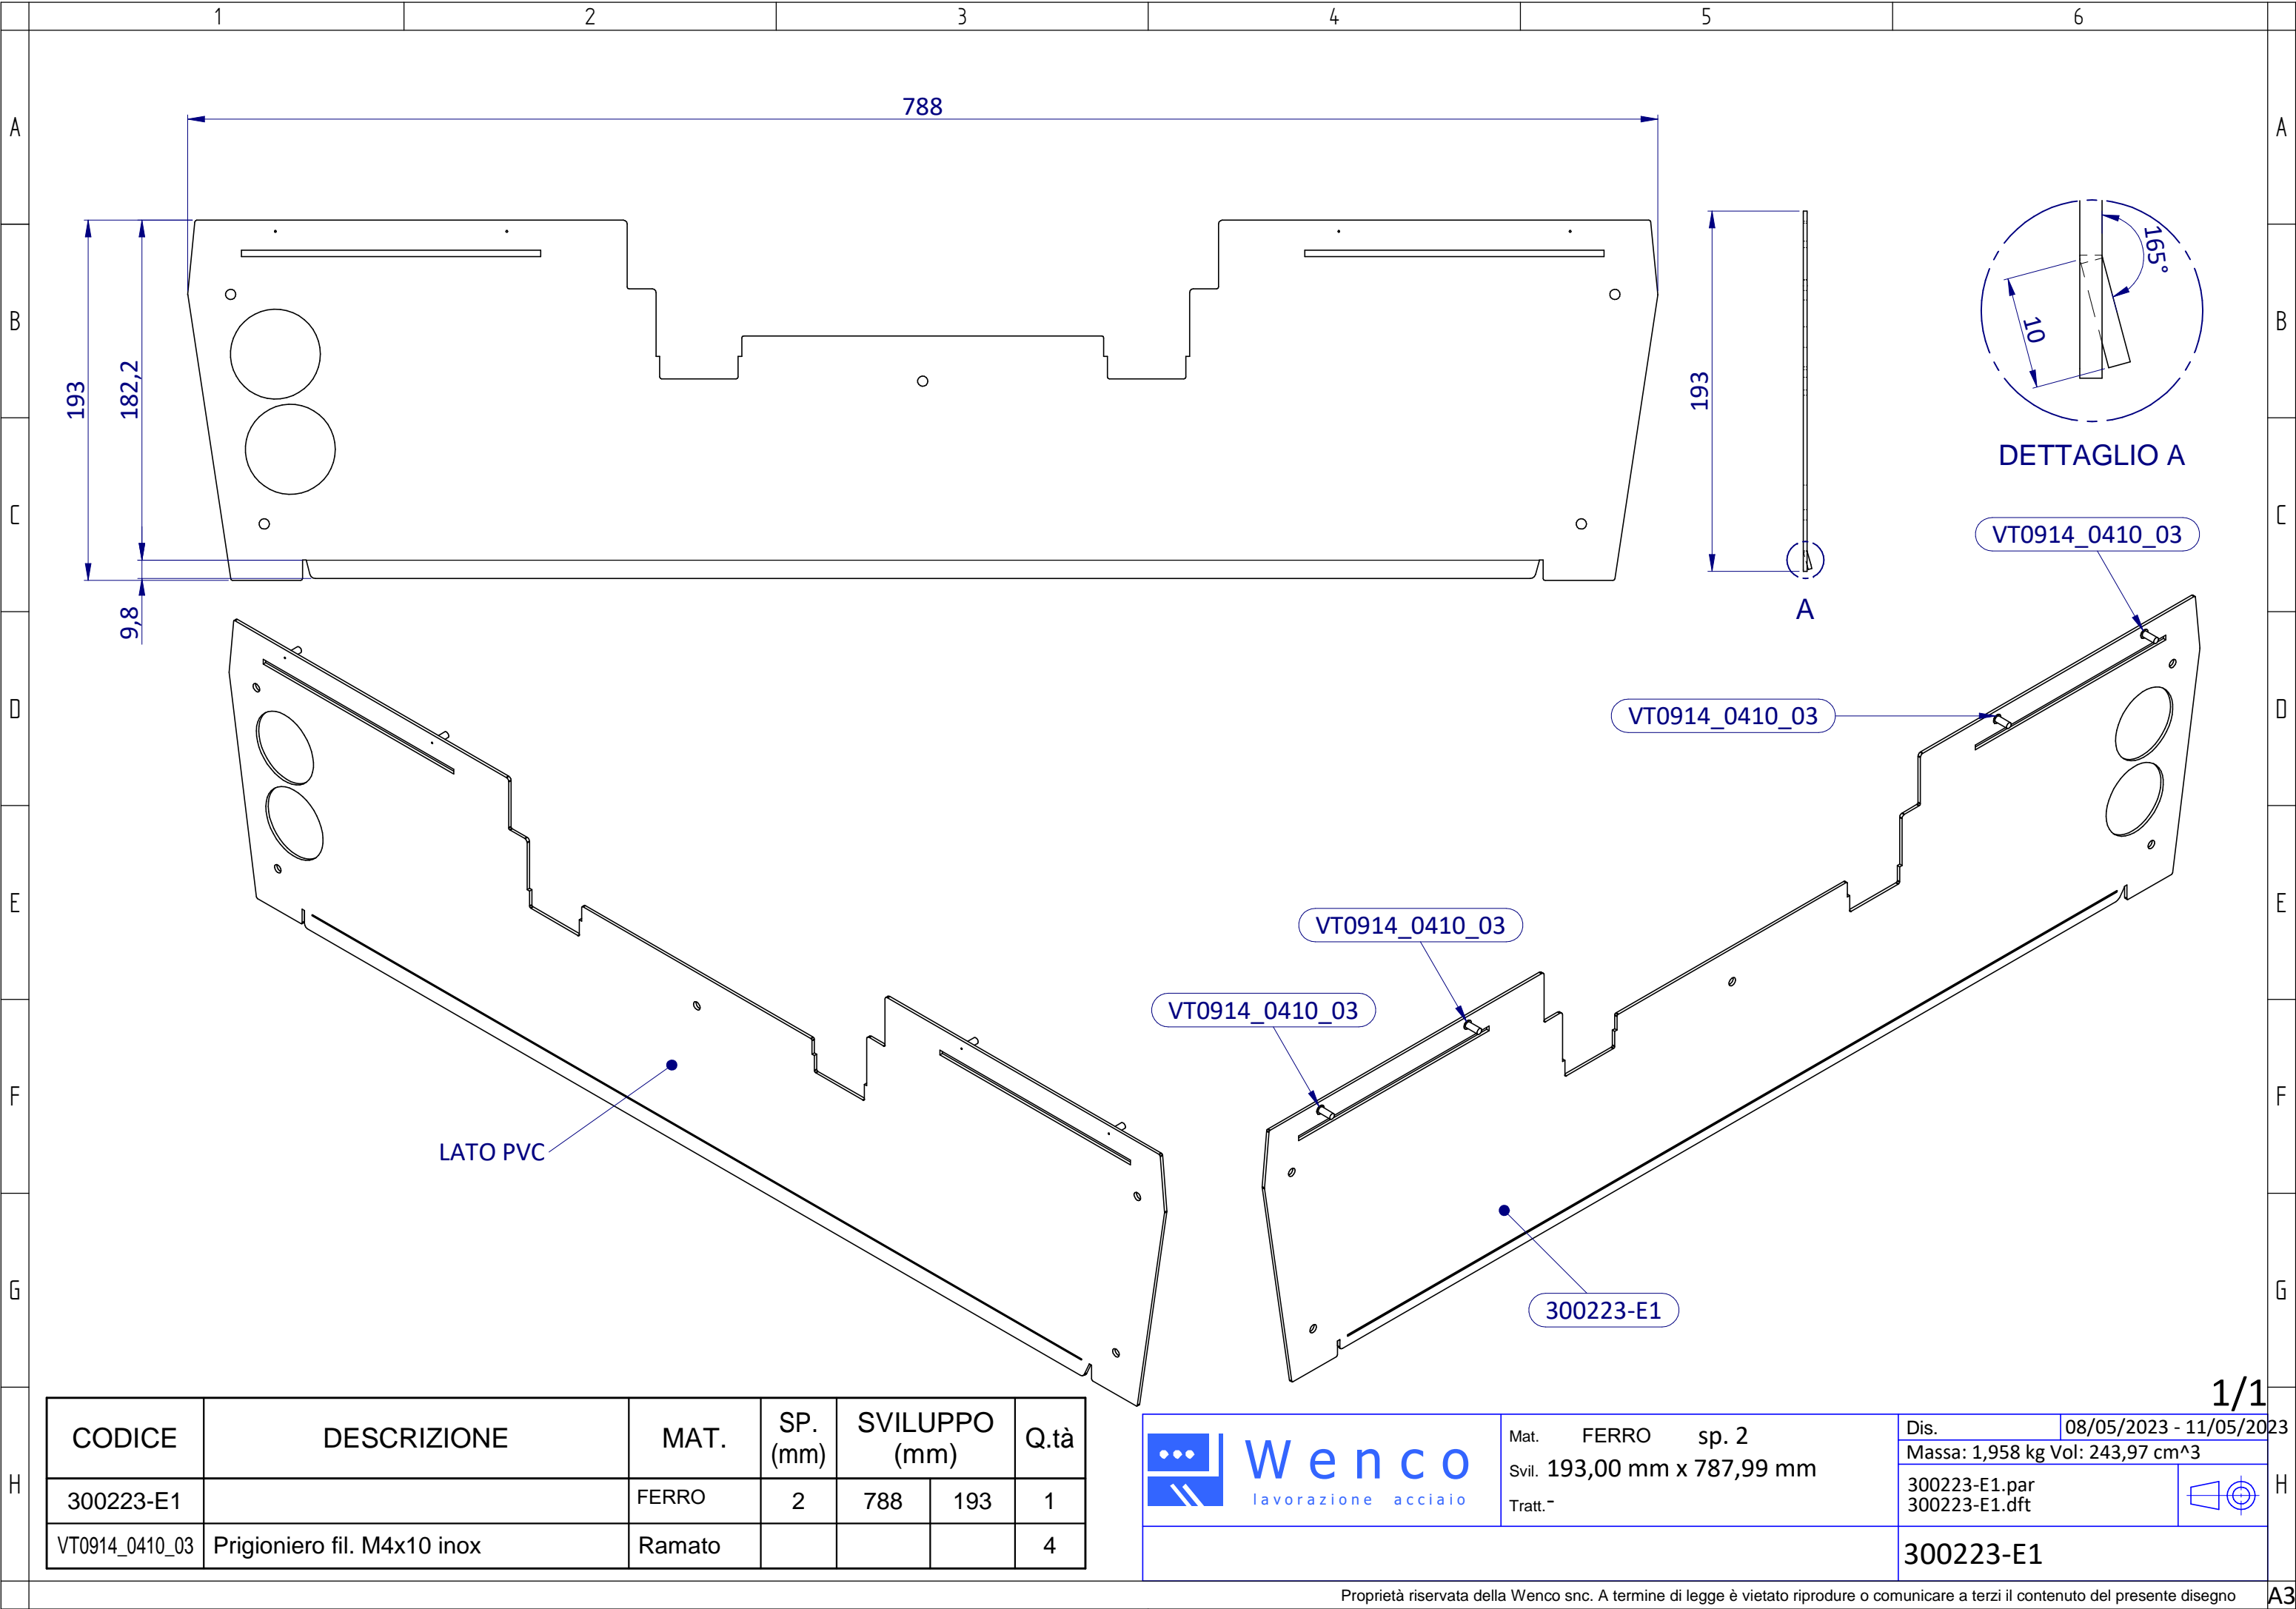 1 2 3 4 5 6
A A
B B
C C
D D
E E
F F
G G
H H
788
193
182,2
9,8
193
A
165°
10
DETTAGLIO A
VT0914_0410_03
VT0914_0410_03
VT0914_0410_03
VT0914_0410_03
LATO PVC
300223-E1
1/1
CODICE DESCRIZIONE MAT. SP. (mm) SVILUPPO (mm) Q.tà
300223-E1 FERRO 2 788 193 1
VT0914_0410_03 Prigioniero fil. M4x10 inox Ramato 4
Wenco
lavorazione acciaio
Mat. FERRO sp. 2
Svil. 193,00 mm x 787,99 mm
Tratt.-
Dis. 08/05/2023 - 11/05/2023
Massa: 1,958 kg Vol: 243,97 cm^3
300223-E1.par
300223-E1.dft
300223-E1
Proprietà riservata della Wenco snc. A termine di legge è vietato riprodurre o comunicare a terzi il contenuto del presente disegno
A3